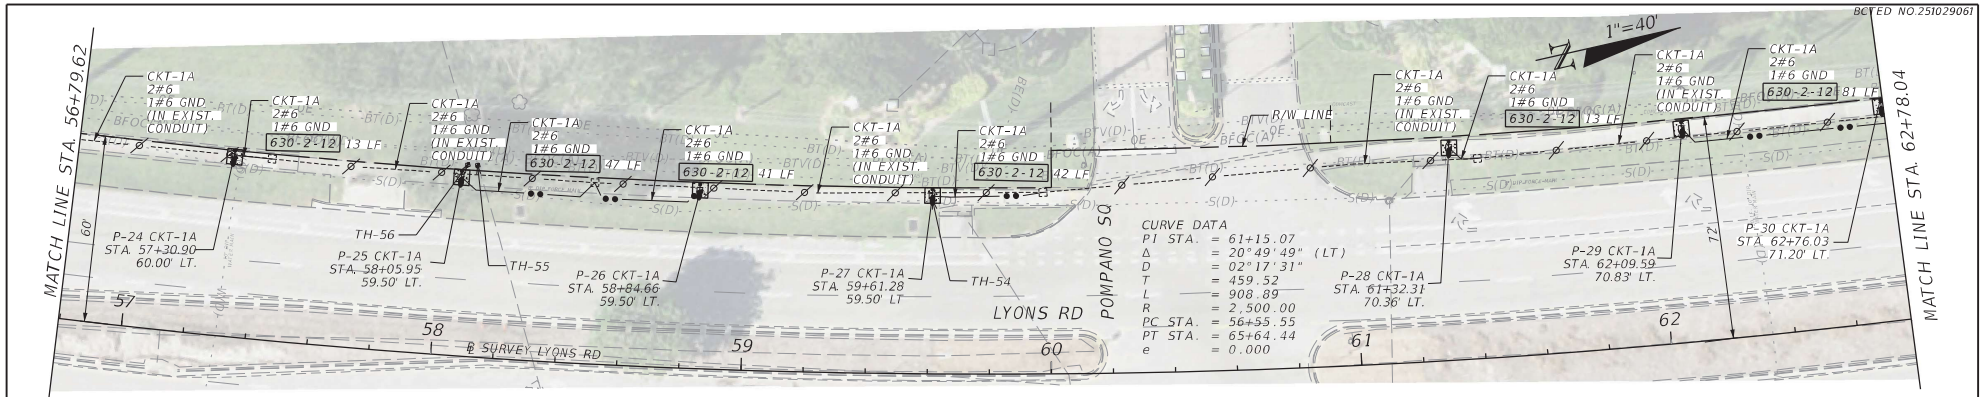 BCTED NO.251029061
1"=40'
N
MATCH LINE STA. 56+79.62
CKT-1A
2#6
1#6 GND
(IN EXIST.
CONDUIT)
CKT-1A
2#6
1#6 GND
630-2-12 13 LF
CKT-1A
2#6
1#6 GND
(IN EXIST.
CONDUIT)
CKT-1A
2#6
1#6 GND
630-2-12 47 LF
CKT-1A
2#6
1#6 GND
630-2-12 41 LF
CKT-1A
2#6
1#6 GND
(IN EXIST.
CONDUIT)
CKT-1A
2#6
1#6 GND
630-2-12 42 LF
R/W LINE
CKT-1A
2#6
1#6 GND
(IN EXIST.
CONDUIT)
CKT-1A
2#6
1#6 GND
630-2-12 13 LF
CKT-1A
2#6
1#6 GND
(IN EXIST.
CONDUIT)
CKT-1A
2#6
1#6 GND
630-2-12 81 LF
60'
P-24 CKT-1A
STA. 57+30.90
60.00' LT.
TH-56
P-25 CKT-1A
STA. 58+05.95
59.50' LT.
TH-55
P-26 CKT-1A
STA. 58+84.66
59.50' LT.
P-27 CKT-1A
STA. 59+61.28
59.50' LT
TH-54
LYONS RD
POMPANO SQ
CURVE DATA
PI STA. = 61+15.07
Δ = 20°49'49" (LT)
D = 02°17'31"
T = 459.52
L = 908.89
R = 2,500.00
PC STA. = 56+55.55
PT STA. = 65+64.44
e = 0.000
P-28 CKT-1A
STA. 61+32.31
70.36' LT.
P-29 CKT-1A
STA. 62+09.59
70.83' LT.
72'
P-30 CKT-1A
STA. 62+76.03
71.20' LT.
MATCH LINE STA. 62+78.04
57
58
59
60
61
62
℄ SURVEY LYONS RD